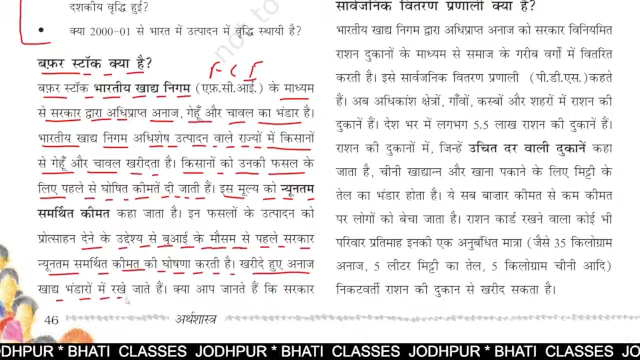 दशकीय वृद्धि हुई?
• क्या 2000-01 से भारत में उत्पादन में वृद्धि स्थायी है?
बफ़र स्टॉक क्या है?
F C I
बफ़र स्टॉक भारतीय खाद्य निगम (एफ़.सी.आई.) के माध्यम
से सरकार द्वारा अधिप्राप्त अनाज, गेहूँ और चावल का भंडार है।
भारतीय खाद्य निगम अधिशेष उत्पादन वाले राज्यों में किसानों
से गेहूँ और चावल खरीदता है। किसानों को उनकी फसल के
लिए पहले से घोषित कीमतें दी जाती हैं। इस मूल्य को न्यूनतम
समर्थित कीमत कहा जाता है। इन फसलों के उत्पादन को
प्रोत्साहन देने के उद्देश्य से बुआई के मौसम से पहले सरकार
न्यूनतम समर्थित कीमत की घोषणा करती है। खरीदे हुए अनाज
खाद्य भंडारों में रखे जाते हैं। क्या आप जानते हैं कि सरकार
46 अर्थशास्त्र
सार्वजनिक वितरण प्रणाली क्या है?
भारतीय खाद्य निगम द्वारा अधिप्राप्त अनाज को सरकार विनियमित
राशन दुकानों के माध्यम से समाज के गरीब वर्गों में वितरित
करती है। इसे सार्वजनिक वितरण प्रणाली (पी.डी.एस.) कहते
हैं। अब अधिकांश क्षेत्रों, गाँवों, कस्बों और शहरों में राशन की
दुकानें हैं। देश भर में लगभग 5.5 लाख राशन की दुकानें हैं।
राशन की दुकानों में, जिन्हें उचित दर वाली दुकानें कहा
जाता है, चीनी खाद्यान्न और खाना पकाने के लिए मिट्टी के
तेल का भंडार होता है। ये सब बाज़ार कीमत से कम कीमत
पर लोगों को बेचा जाता है। राशन कार्ड रखने वाला कोई भी
परिवार प्रतिमाह इनकी एक अनुबंधित मात्रा (जैसे 35 किलोग्राम
अनाज, 5 लीटर मिट्टी का तेल, 5 किलोग्राम चीनी आदि)
निकटवर्ती राशन की दुकान से खरीद सकता है।
not to
JODHPUR * BHATI CLASSES JODHPUR * BHATI CLASSES JODHPUR * BHATI CLASSES